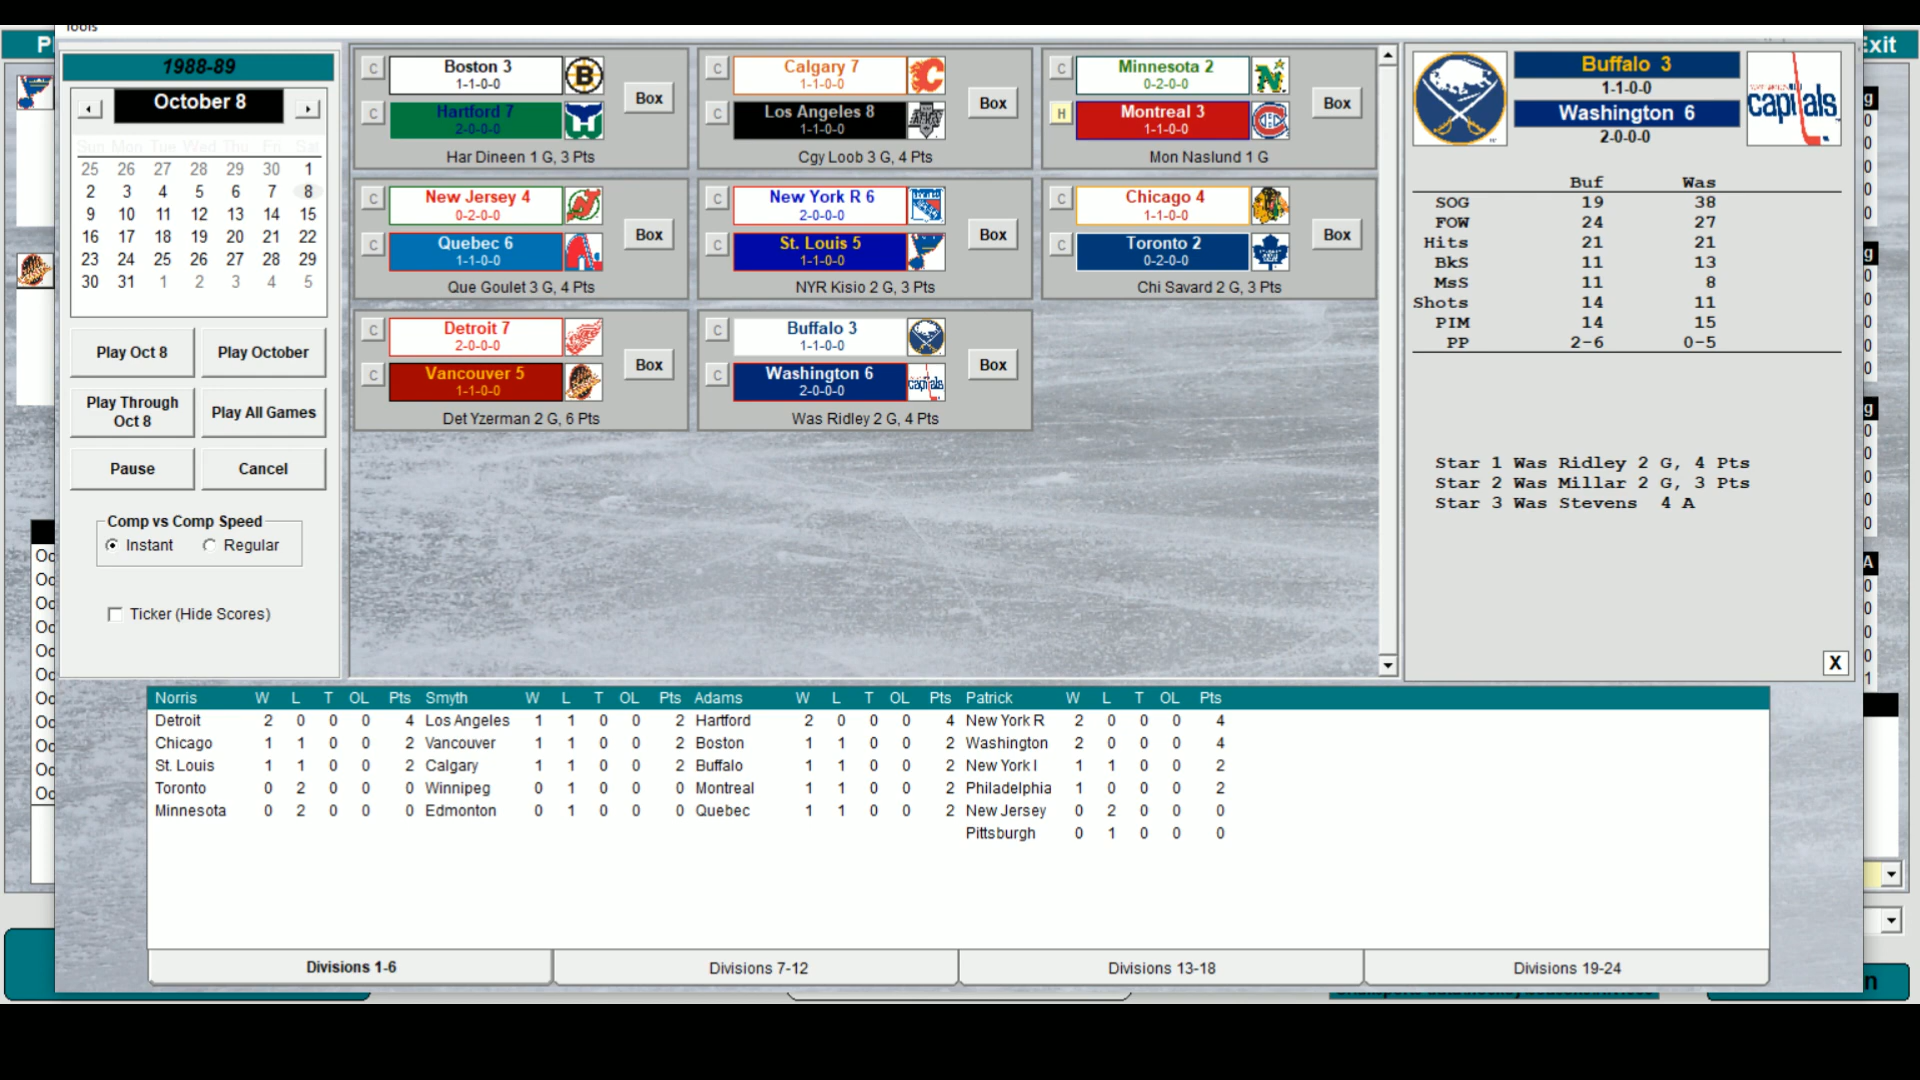 Tools
Exit
1988-89
October 8
Sun Mon Tue Wed Thu Fri Sat
25 26 27 28 29 30 1
2 3 4 5 6 7 8
9 10 11 12 13 14 15
16 17 18 19 20 21 22
23 24 25 26 27 28 29
30 31 1 2 3 4 5
Play Oct 8
Play October
Play Through Oct 8
Play All Games
Pause
Cancel
Comp vs Comp Speed
Instant Regular
Ticker (Hide Scores)
C Boston 3
1-1-0-0
C Hartford 7
2-0-0-0
Box
Har Dineen 1 G, 3 Pts
C Calgary 7
1-1-0-0
C Los Angeles 8
1-1-0-0
Box
Cgy Loob 3 G, 4 Pts
C Minnesota 2
0-2-0-0
H Montreal 3
1-1-0-0
Box
Mon Naslund 1 G
C New Jersey 4
0-2-0-0
C Quebec 6
1-1-0-0
Box
Que Goulet 3 G, 4 Pts
C New York R 6
2-0-0-0
C St. Louis 5
1-1-0-0
Box
NYR Kisio 2 G, 3 Pts
C Chicago 4
1-1-0-0
C Toronto 2
0-2-0-0
Box
Chi Savard 2 G, 3 Pts
C Detroit 7
2-0-0-0
C Vancouver 5
1-1-0-0
Box
Det Yzerman 2 G, 6 Pts
C Buffalo 3
1-1-0-0
C Washington 6
2-0-0-0
capitals
Box
Was Ridley 2 G, 4 Pts
Buffalo 3
1-1-0-0
Washington 6
2-0-0-0
capitals
Buf Was
SOG 19 38
FOW 24 27
Hits 21 21
BkS 11 13
MsS 11 8
Shots 14 11
PIM 14 15
PP 2-6 0-5
Star 1 Was Ridley 2 G, 4 Pts
Star 2 Was Millar 2 G, 3 Pts
Star 3 Was Stevens 4 A
X
Norris W L T OL Pts Smyth W L T OL Pts Adams W L T OL Pts Patrick W L T OL Pts
Detroit 2 0 0 0 4 Los Angeles 1 1 0 0 2 Hartford 2 0 0 0 4 New York R 2 0 0 0 4
Chicago 1 1 0 0 2 Vancouver 1 1 0 0 2 Boston 1 1 0 0 2 Washington 2 0 0 0 4
St. Louis 1 1 0 0 2 Calgary 1 1 0 0 2 Buffalo 1 1 0 0 2 New York I 1 1 0 0 2
Toronto 0 2 0 0 0 Winnipeg 0 1 0 0 0 Montreal 1 1 0 0 2 Philadelphia 1 0 0 0 2
Minnesota 0 2 0 0 0 Edmonton 0 1 0 0 0 Quebec 1 1 0 0 2 New Jersey 0 2 0 0 0
Pittsburgh 0 1 0 0 0
Divisions 1-6
Divisions 7-12
Divisions 13-18
Divisions 19-24